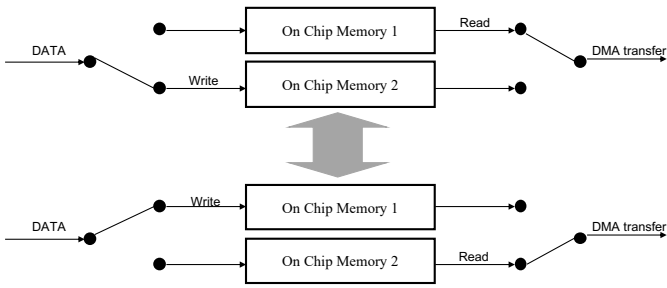 On Chip Memory 1
Read
DATA
DMA transfer
Write
On Chip Memory 2
Write
On Chip Memory 1
DATA
DMA transfer
On Chip Memory 2
Read